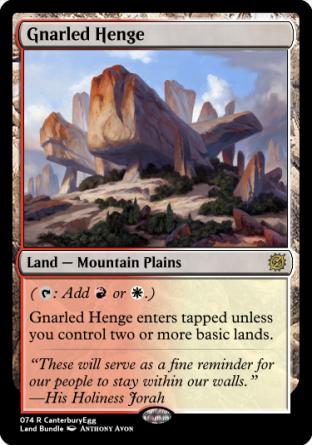 Gnarled Henge
Land — Mountain Plains
( : Add or .)
Gnarled Henge enters tapped unless
you control two or more basic lands.
“These will serve as a fine reminder for
our people to stay within our walls.”
—His Holiness Jorah
074 R CanterburyEgg
Land Bundle Anthony Avon